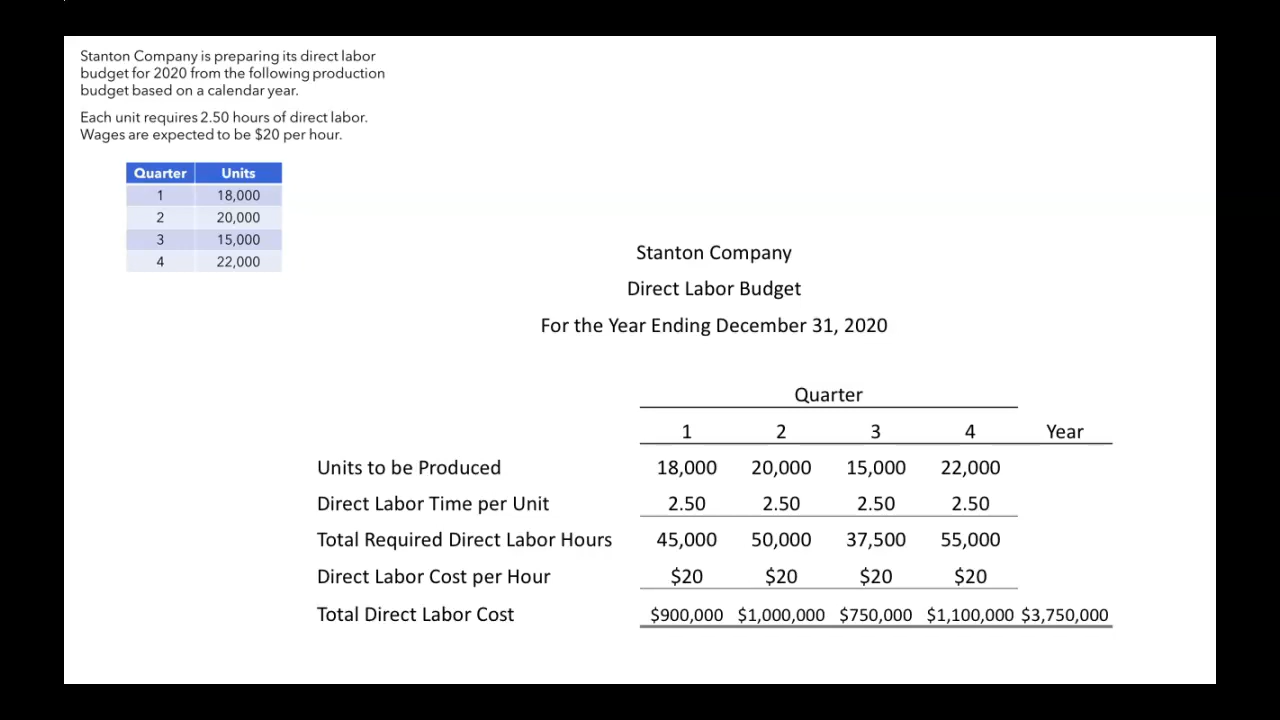 Stanton Company is preparing its direct labor
budget for 2020 from the following production
budget based on a calendar year.
Each unit requires 2.50 hours of direct labor.
Wages are expected to be $20 per hour.
Quarter Units
1 18,000
2 20,000
3 15,000
4 22,000
Stanton Company
Direct Labor Budget
For the Year Ending December 31, 2020
Quarter
1 2 3 4 Year
Units to be Produced 18,000 20,000 15,000 22,000
Direct Labor Time per Unit 2.50 2.50 2.50 2.50
Total Required Direct Labor Hours 45,000 50,000 37,500 55,000
Direct Labor Cost per Hour $20 $20 $20 $20
Total Direct Labor Cost $900,000 $1,000,000 $750,000 $1,100,000 $3,750,000